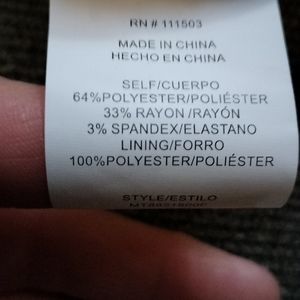 RN # 111503
MADE IN CHINA
HECHO EN CHINA
SELF/CUERPO
64%POLYESTER/POLIÉSTER
33% RAYON /RAYÓN
3% SPANDEX/ELASTANO
LINING/FORRO
100%POLYESTER/POLIÉSTER
STYLE/ESTILO